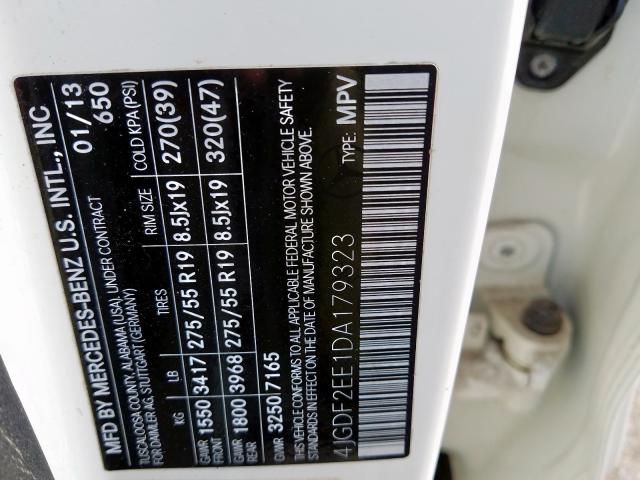 MFD BY MERCEDES-BENZ U.S. INTL., INC 01/13
TUSCALOOSA COUNTY, ALABAMA (USA), UNDER CONTRACT 650
FOR DAIMLER AG, STUTTGART (GERMANY)
KG LB TIRES RIM SIZE COLD KPA(PSI)
GAWR FRONT 1550 3417 275/55 R19 8.5Jx19 270(39)
GAWR REAR 1800 3968 275/55 R19 8.5Jx19 320(47)
GVWR 3250 7165
THIS VEHICLE CONFORMS TO ALL APPLICABLE FEDERAL MOTOR VEHICLE SAFETY
STANDARDS IN EFFECT ON THE DATE OF MANUFACTURE SHOWN ABOVE.
4JGDF2EE1DA179323 TYPE: MPV